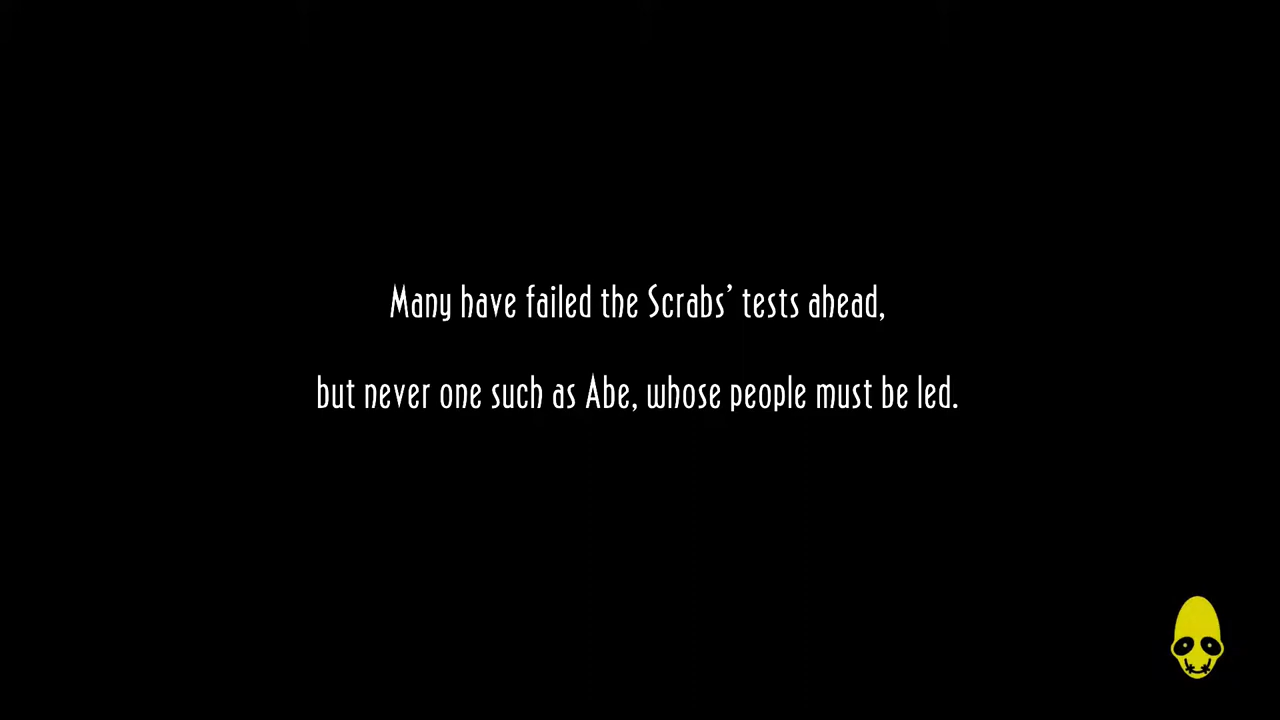 Many have failed the Scrabs’ tests ahead,
but never one such as Abe, whose people must be led.